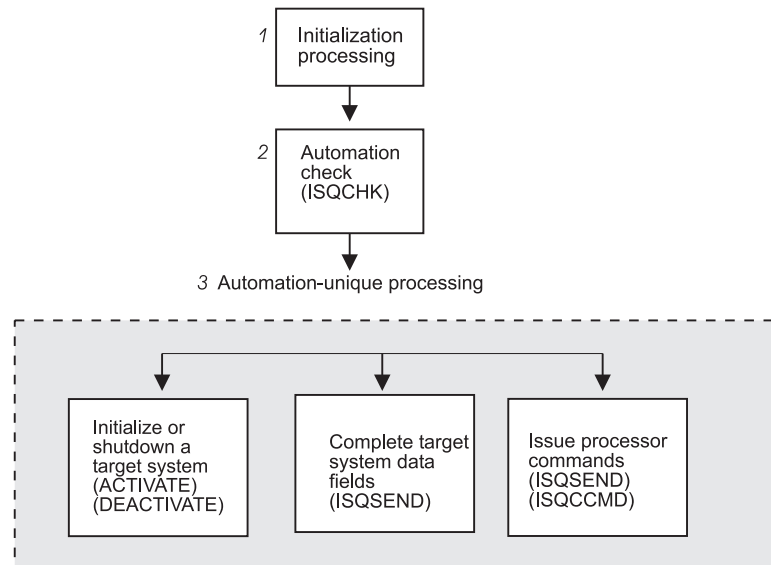 1
Initialization
processing
2
Automation
check
(ISQCHK)
3 Automation-unique processing
Initialize or
shutdown a
target system
(ACTIVATE)
(DEACTIVATE)
Complete target
system data
fields
(ISQSEND)
Issue processor
commands
(ISQSEND)
(ISQCCMD)